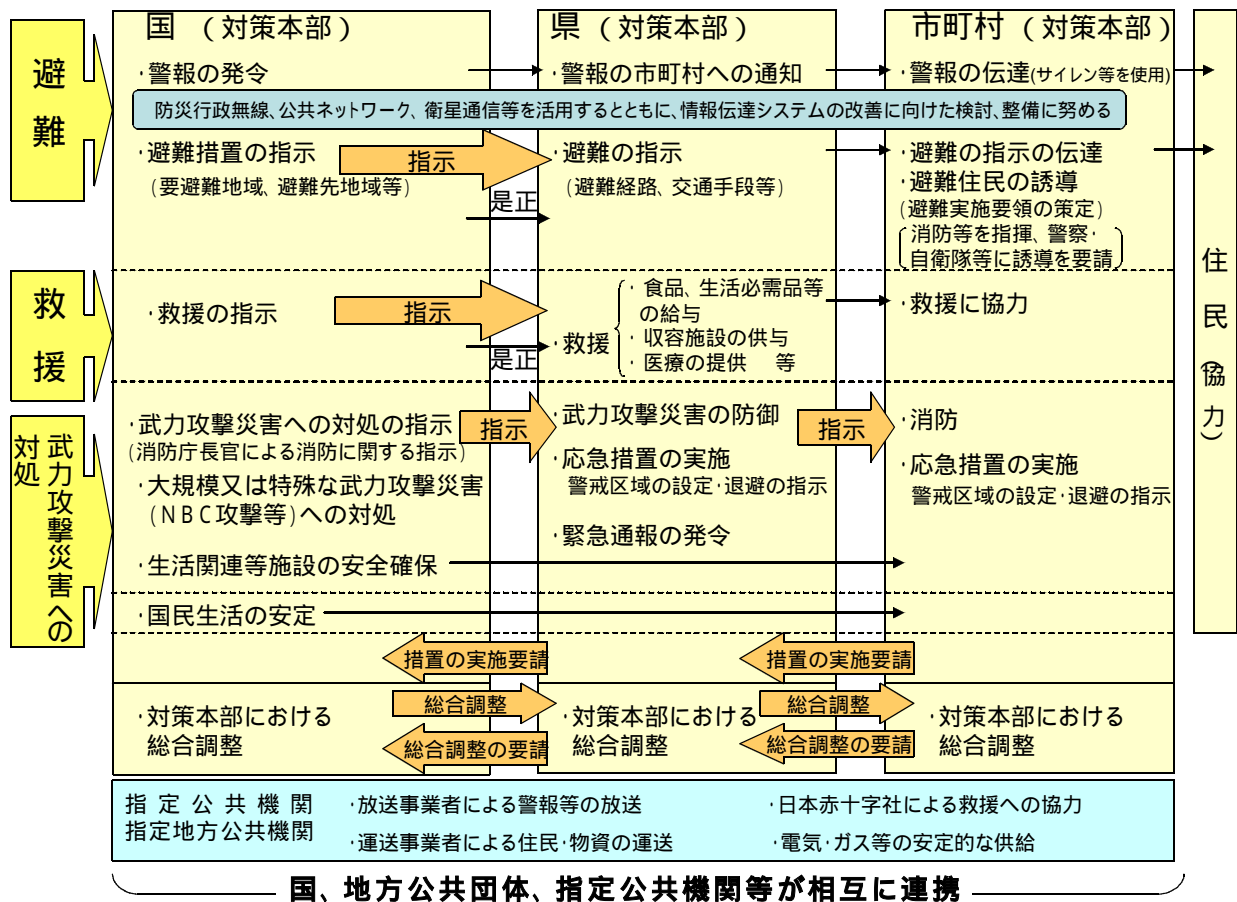 国（対策本部）
県（対策本部）
市町村（対策本部）
避難
・警報の発令
・警報の市町村への通知
・警報の伝達(サイレン等を使用)
防災行政無線、公共ネットワーク、衛星通信等を活用するとともに、情報伝達システムの改善に向けた検討、整備に努める
・避難措置の指示
(要避難地域、避難先地域等)
指示
是正
・避難の指示
(避難経路、交通手段等)
・避難の指示の伝達
・避難住民の誘導
(避難実施要領の策定)
消防等を指揮、警察・
自衛隊等に誘導を要請
救援
・救援の指示
指示
是正
・救援
・食品、生活必需品等
の給与
・収容施設の供与
・医療の提供　等
・救援に協力
武力攻撃災害への
対処
・武力攻撃災害への対処の指示
(消防庁長官による消防に関する指示)
・大規模又は特殊な武力攻撃災害
(NBC攻撃等)への対処
・生活関連等施設の安全確保
指示
・武力攻撃災害の防御
・応急措置の実施
警戒区域の設定・退避の指示
・緊急通報の発令
指示
・消防
・応急措置の実施
警戒区域の設定・退避の指示
・国民生活の安定
措置の実施要請
措置の実施要請
・対策本部における
総合調整
総合調整
総合調整の要請
・対策本部における
総合調整
総合調整
総合調整の要請
・対策本部における
総合調整
住民（協力）
指定公共機関
指定地方公共機関
・放送事業者による警報等の放送
・日本赤十字社による救援への協力
・運送事業者による住民・物資の運送
・電気・ガス等の安定的な供給
国、地方公共団体、指定公共機関等が相互に連携